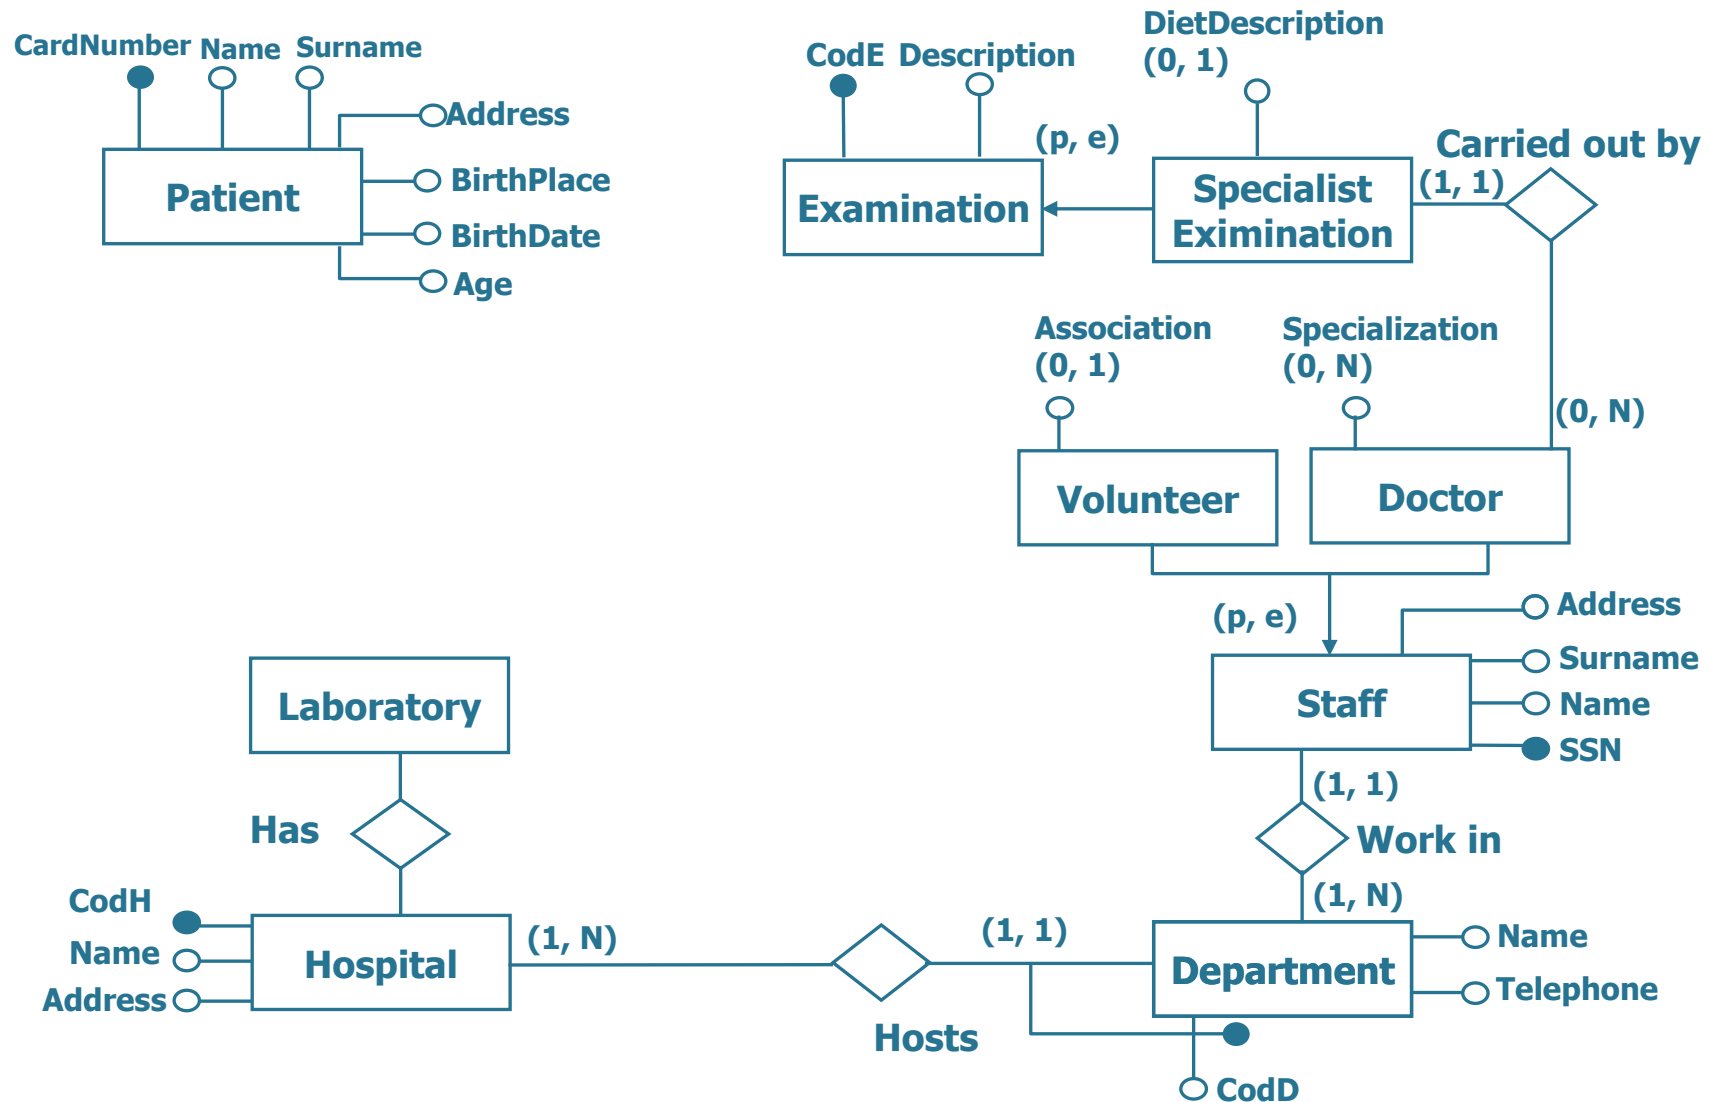 CardNumber
Name
Surname
Address
Patient
BirthPlace
BirthDate
Age
CodE
Description
DietDescription
(0, 1)
(p, e)
Examination
Specialist
Eximination
Carried out by
(1, 1)
(0, N)
Association
(0, 1)
Specialization
(0, N)
Volunteer
Doctor
(p, e)
Address
Surname
Staff
Name
SSN
(1, 1)
Work in
(1, N)
Laboratory
Has
CodH
Name
Address
Hospital
(1, N)
Hosts
(1, 1)
Department
Name
Telephone
CodD